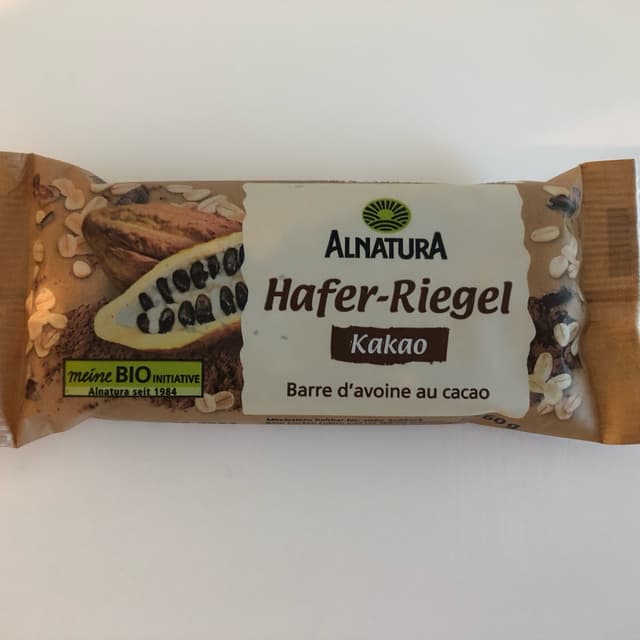 ALNATURA
Hafer-Riegel
Kakao
Barre d'avoine au cacao
meine BIO INITIATIVE
Alnatura seit 1984
60g